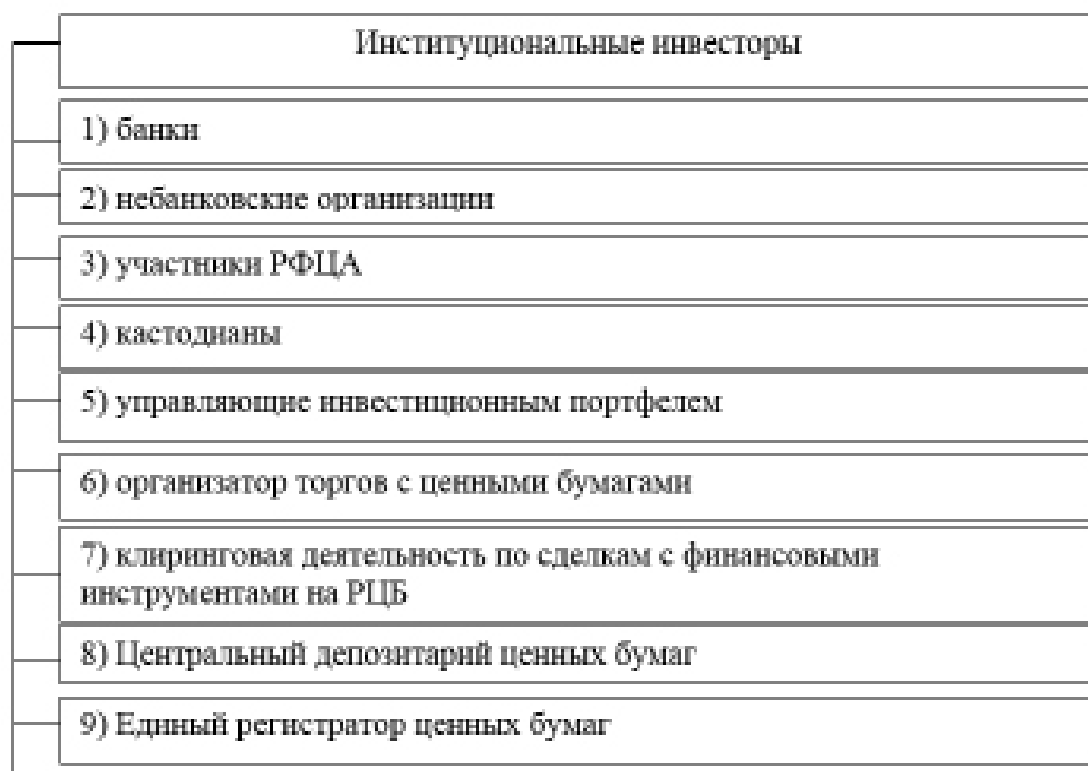 Институциональные инвесторы
1) банки
2) небанковские организации
3) участники РФЦА
4) кастодианы
5) управляющие инвестиционным портфелем
6) организатор торгов с ценными бумагами
7) клиринговая деятельность по сделкам с финансовыми
инструментами на РЦБ
8) Центральный депозитарий ценных бумаг
9) Единый регистратор ценных бумаг